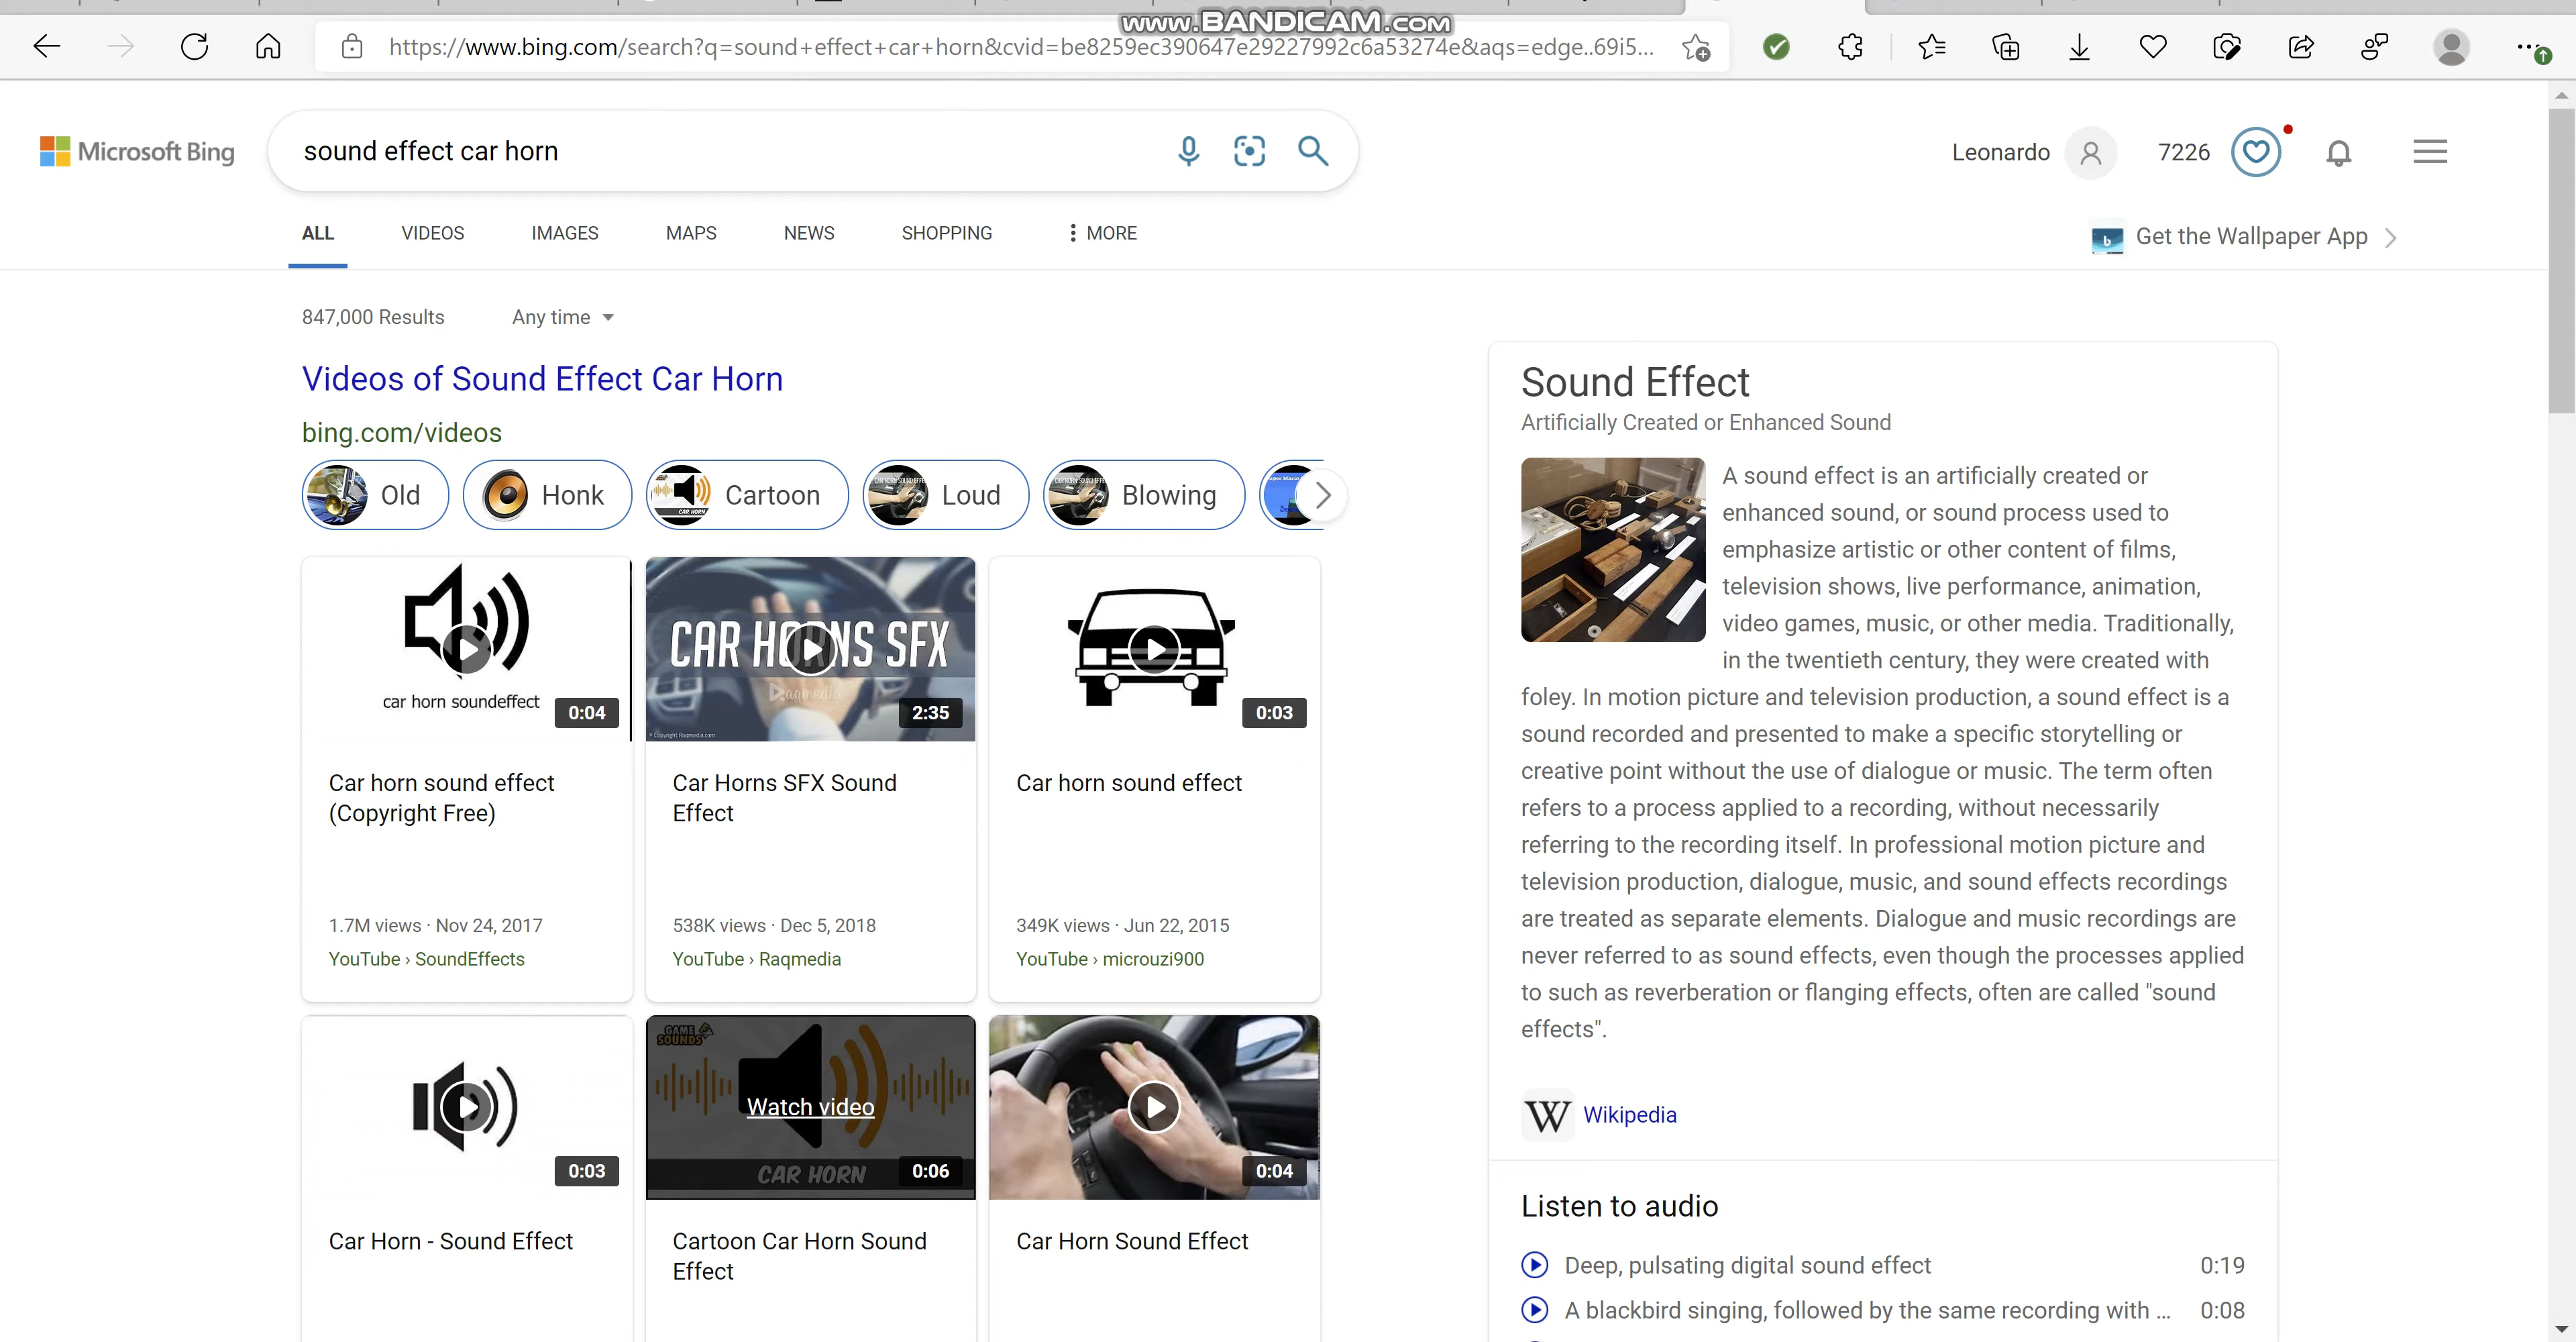 www.BANDICAM.com
https://www.bing.com/search?q=sound+effect+car+horn&cvid=be8259ec390647e29227992c6a53274e&aqs=edge..69i5...
Microsoft Bing
sound effect car horn
Leonardo
7226
ALL
VIDEOS
IMAGES
MAPS
NEWS
SHOPPING
MORE
Get the Wallpaper App
847,000 Results
Any time
Videos of Sound Effect Car Horn
bing.com/videos
Old
Honk
Cartoon
Loud
Blowing
car horn soundeffect
0:04
CAR HORNS SFX
Raqmedia
2:35
© Copyright Raqmedia.com
0:03
Car horn sound effect
(Copyright Free)
1.7M views · Nov 24, 2017
YouTube › SoundEffects
Car Horns SFX Sound
Effect
538K views · Dec 5, 2018
YouTube › Raqmedia
Car horn sound effect
349K views · Jun 22, 2015
YouTube › microuzi900
0:03
GAME
SOUNDS
Watch video
CAR HORN
0:06
0:04
Car Horn - Sound Effect
Cartoon Car Horn Sound
Effect
Car Horn Sound Effect
Sound Effect
Artificially Created or Enhanced Sound
A sound effect is an artificially created or
enhanced sound, or sound process used to
emphasize artistic or other content of films,
television shows, live performance, animation,
video games, music, or other media. Traditionally,
in the twentieth century, they were created with
foley. In motion picture and television production, a sound effect is a
sound recorded and presented to make a specific storytelling or
creative point without the use of dialogue or music. The term often
refers to a process applied to a recording, without necessarily
referring to the recording itself. In professional motion picture and
television production, dialogue, music, and sound effects recordings
are treated as separate elements. Dialogue and music recordings are
never referred to as sound effects, even though the processes applied
to such as reverberation or flanging effects, often are called "sound
effects".
W Wikipedia
Listen to audio
Deep, pulsating digital sound effect 0:19
A blackbird singing, followed by the same recording with ... 0:08